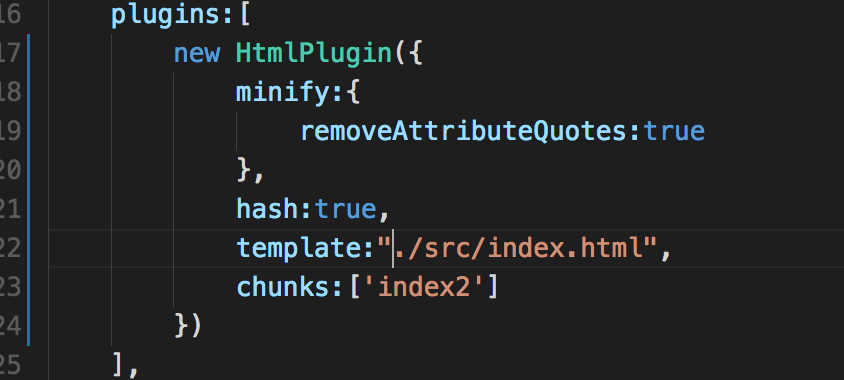 16 plugins:[
17 new HtmlPlugin({
18 minify:{
19 removeAttributeQuotes:true
20 },
21 hash:true,
22 template:"./src/index.html",
23 chunks:['index2']
24 })
25 ],